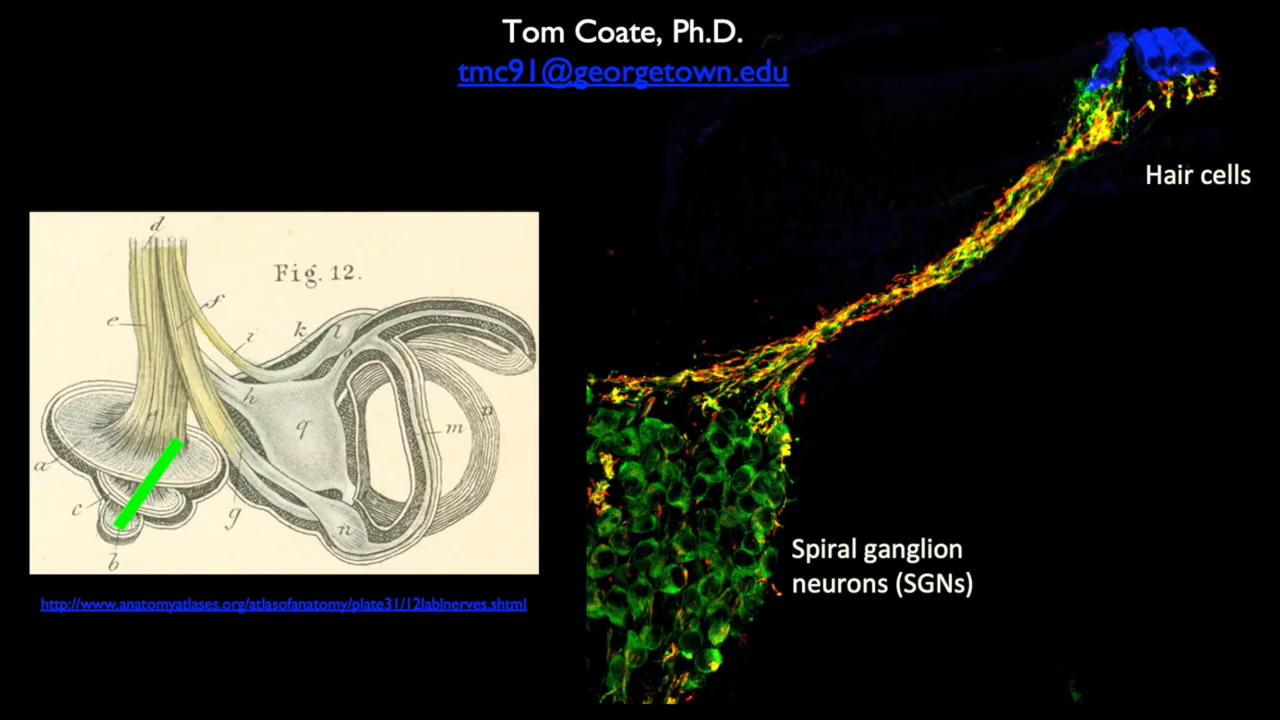 Tom Coate, Ph.D.
tmc91@georgetown.edu
Hair cells
d
Fig. 12.
f
e
i
k
l
o
h
e
q
p
m
a
c
g
n
b
Spiral ganglion
neurons (SGNs)
http://www.anatomyatlases.org/atlasofanatomy/plate31/12lablnerves.shtml